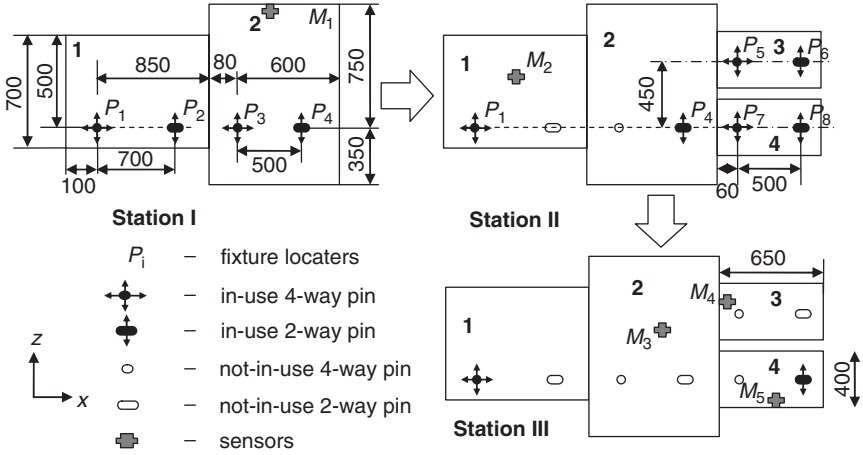 1
2
M1
850
80
600
750
700
500
P1
P2
P3
P4
500
350
100
700
Station I
1
2
M2
P1
P4
450
P5
3
P6
P7
4
P8
60
500
Station II
Pi – fixture locaters
– in-use 4-way pin
– in-use 2-way pin
– not-in-use 4-way pin
– not-in-use 2-way pin
– sensors
z
x
1
2
M3
650
M4
3
4
M5
400
Station III